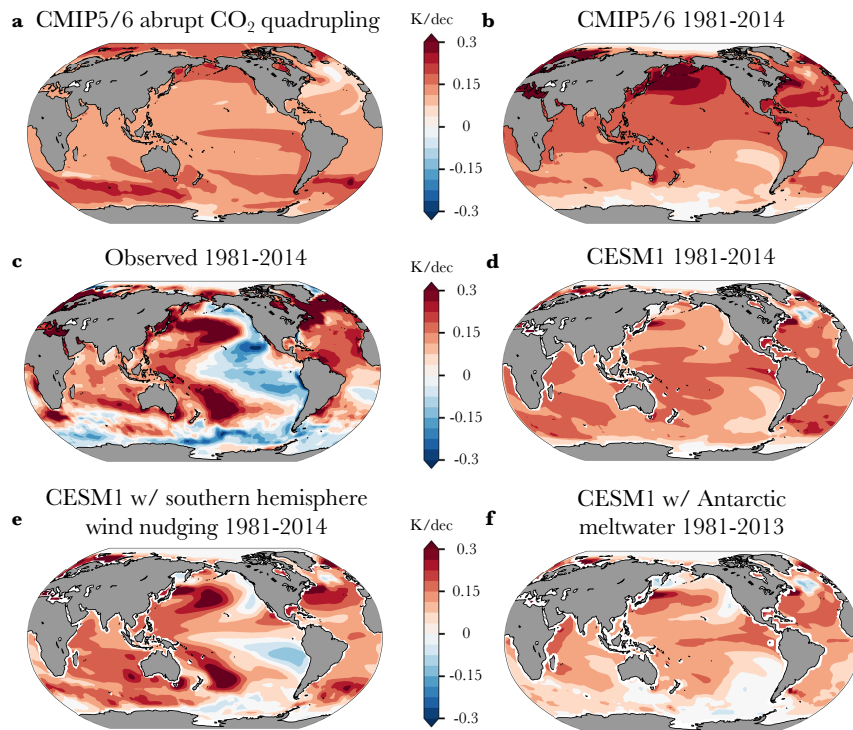 a CMIP5/6 abrupt CO₂ quadrupling
K/dec
0.3
0.15
0
-0.15
-0.3
b CMIP5/6 1981-2014
c Observed 1981-2014
K/dec
0.3
0.15
0
-0.15
-0.3
d CESM1 1981-2014
e CESM1 w/ southern hemisphere
wind nudging 1981-2014
K/dec
0.3
0.15
0
-0.15
-0.3
f CESM1 w/ Antarctic
meltwater 1981-2013